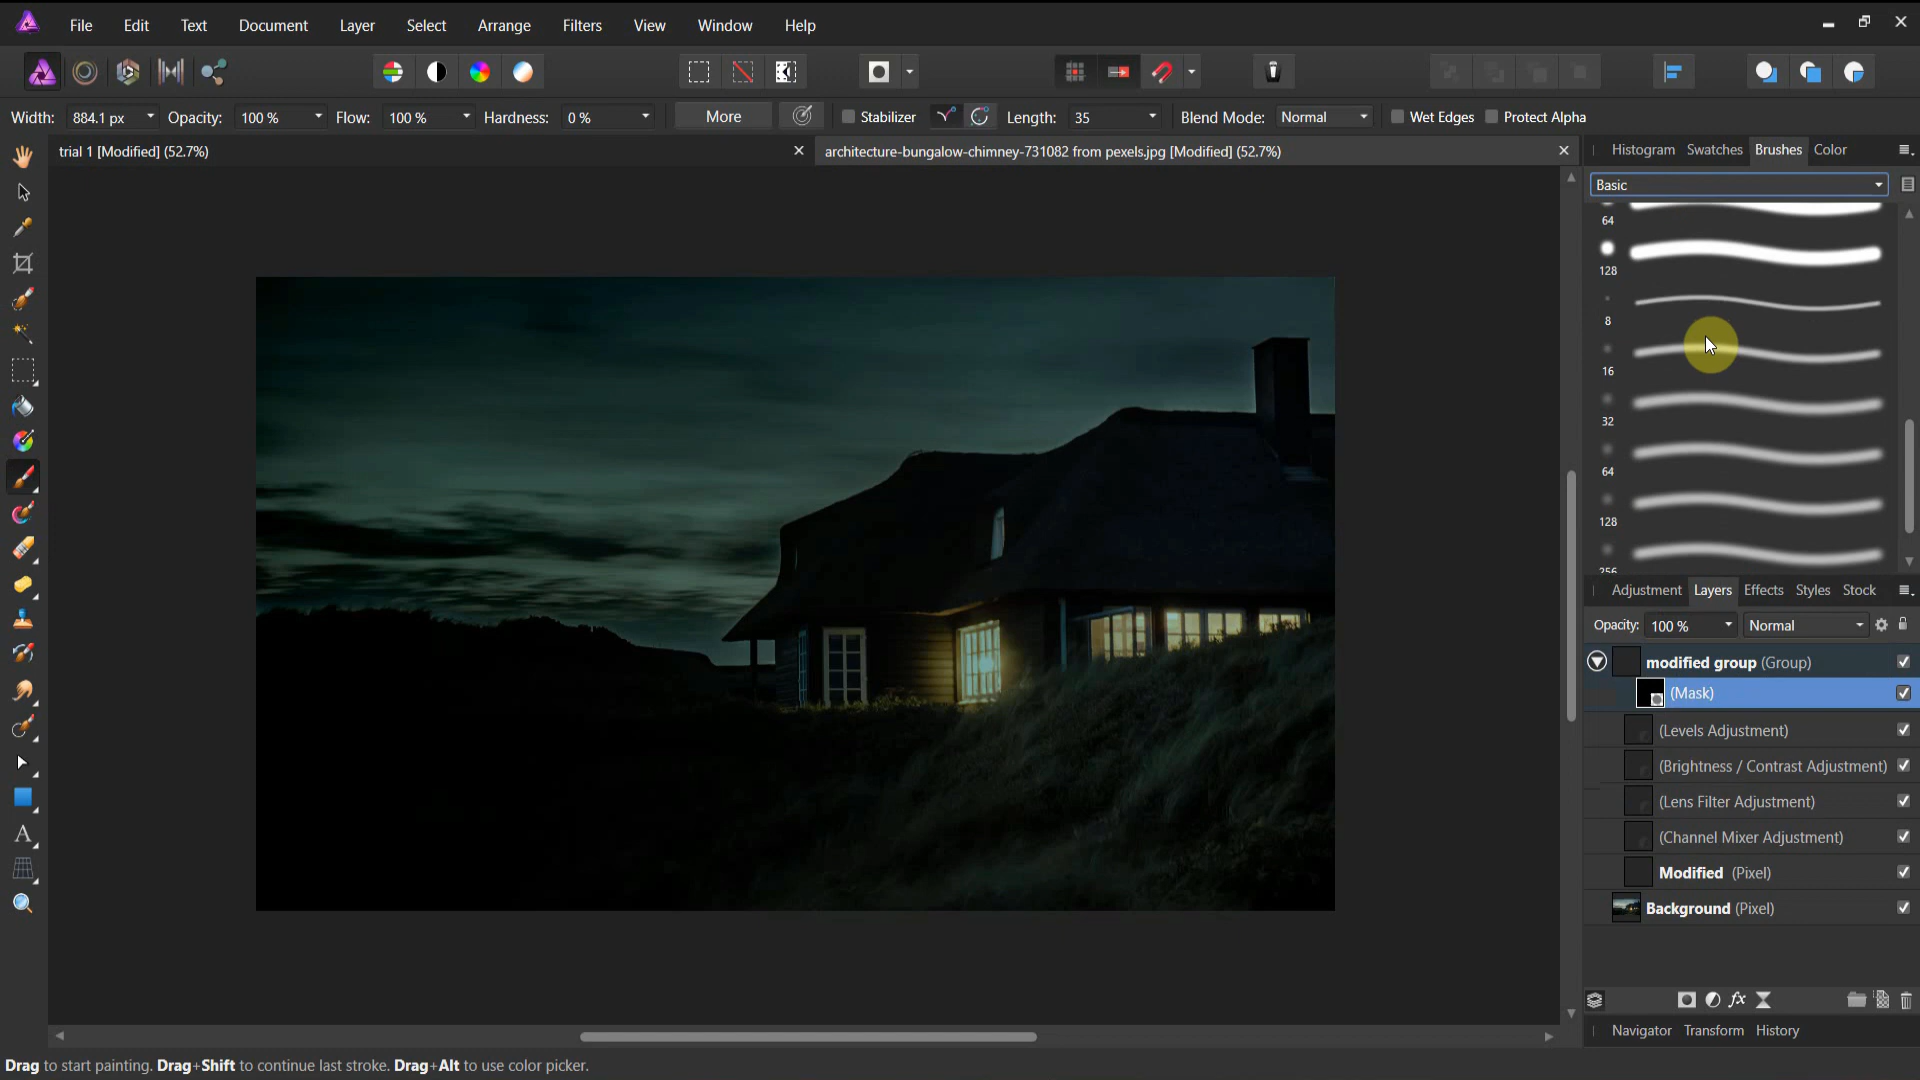 File Edit Text Document Layer Select Arrange Filters View Window Help
Width: 884.1 px Opacity: 100 % Flow: 100 % Hardness: 0 % More Stabilizer Length: 35 Blend Mode: Normal Wet Edges Protect Alpha
trial 1 [Modified] (52.7%) architecture-bungalow-chimney-731082 from pexels.jpg [Modified] (52.7%)
Histogram Swatches Brushes Color
Basic
64
128
8
16
32
64
128
256
Adjustment Layers Effects Styles Stock
Opacity: 100 % Normal
modified group (Group)
(Mask)
(Levels Adjustment)
(Brightness / Contrast Adjustment)
(Lens Filter Adjustment)
(Channel Mixer Adjustment)
Modified (Pixel)
Background (Pixel)
fx
Navigator Transform History
Drag to start painting. Drag+Shift to continue last stroke. Drag+Alt to use color picker.